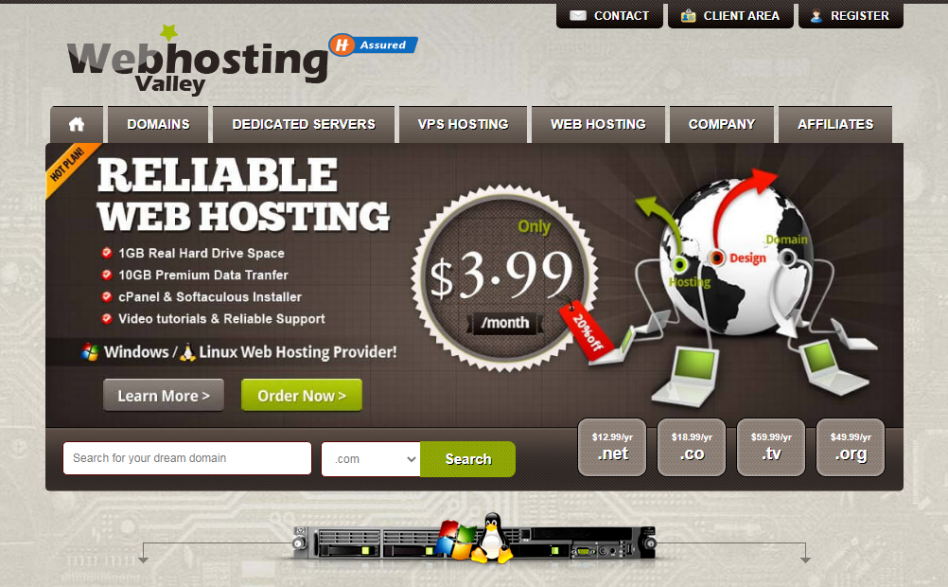 CONTACT
CLIENT AREA
REGISTER
Webhosting
Valley
H Assured
DOMAINS
DEDICATED SERVERS
VPS HOSTING
WEB HOSTING
COMPANY
AFFILIATES
HOT PLAN!
RELIABLE
WEB HOSTING
1GB Real Hard Drive Space
10GB Premium Data Tranfer
cPanel & Softaculous Installer
Video tutorials & Reliable Support
Windows / Linux Web Hosting Provider!
Learn More >
Order Now >
Only
$3.99
/month
20%off
Domain
Design
Hosting
Search for your dream domain
.com
Search
$12.99/yr
.net
$18.99/yr
.co
$59.99/yr
.tv
$49.99/yr
.org